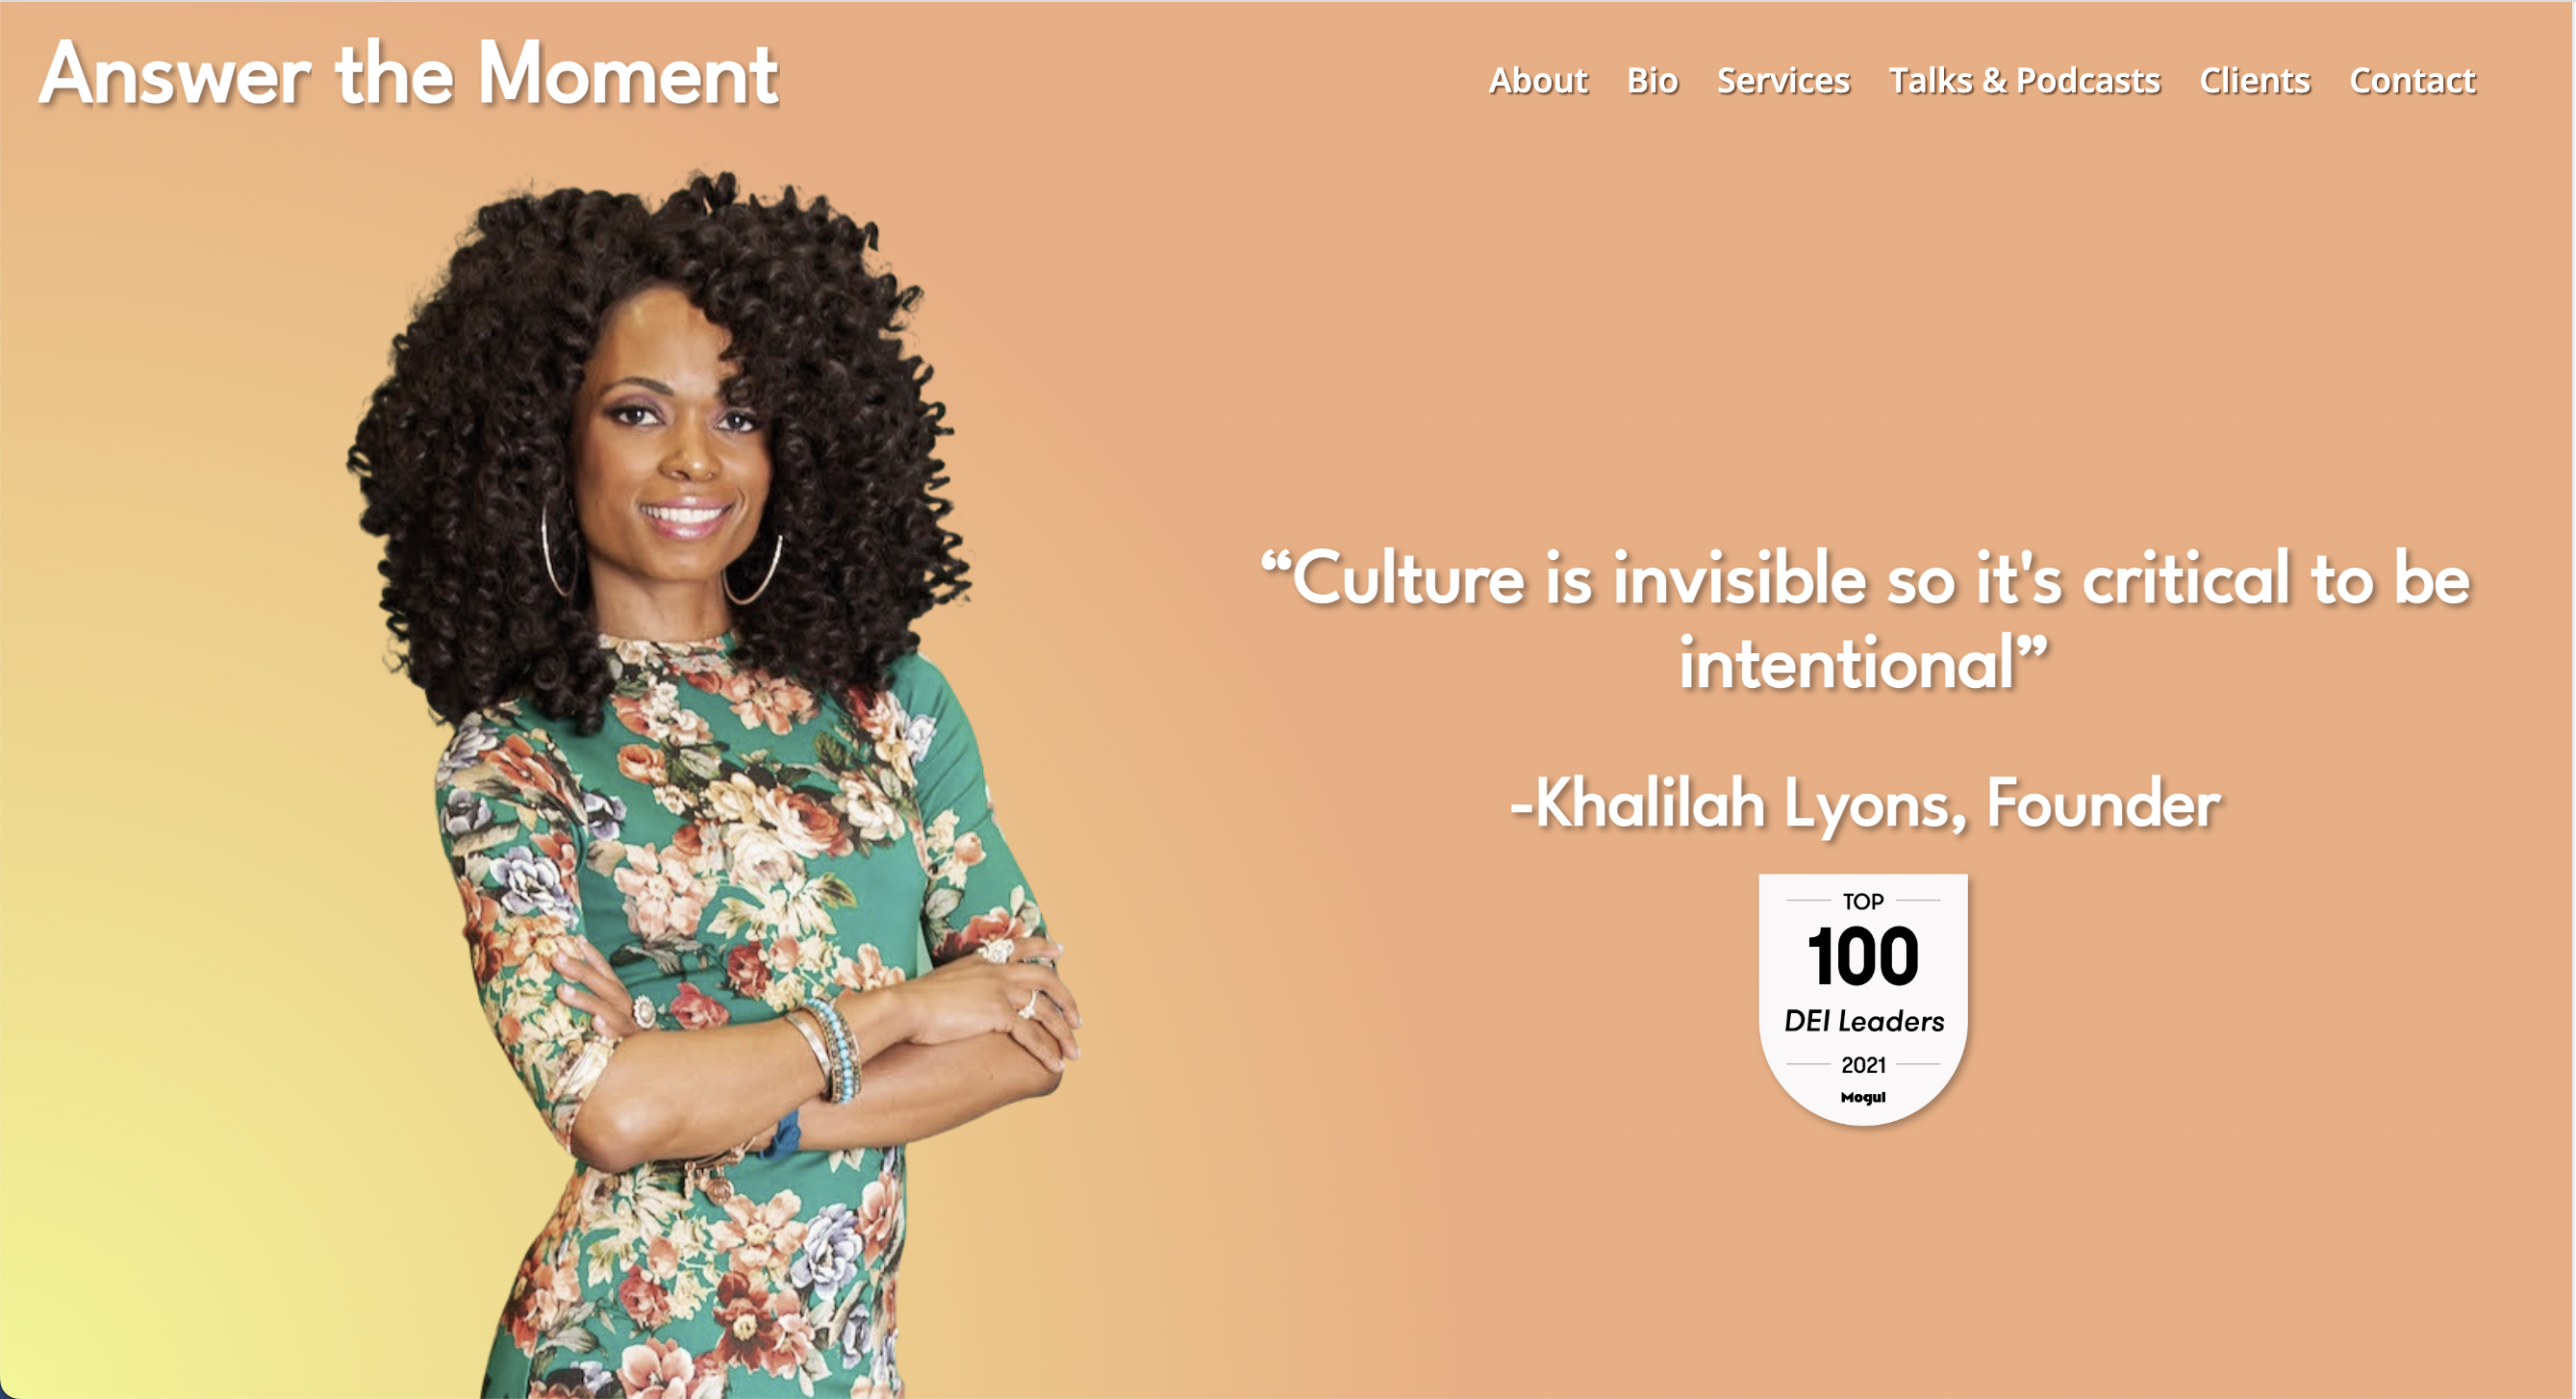 Answer the Moment
About Bio Services Talks & Podcasts Clients Contact
“Culture is invisible so it's critical to be
intentional”
-Khalilah Lyons, Founder
TOP
100
DEI Leaders
2021
Mogul